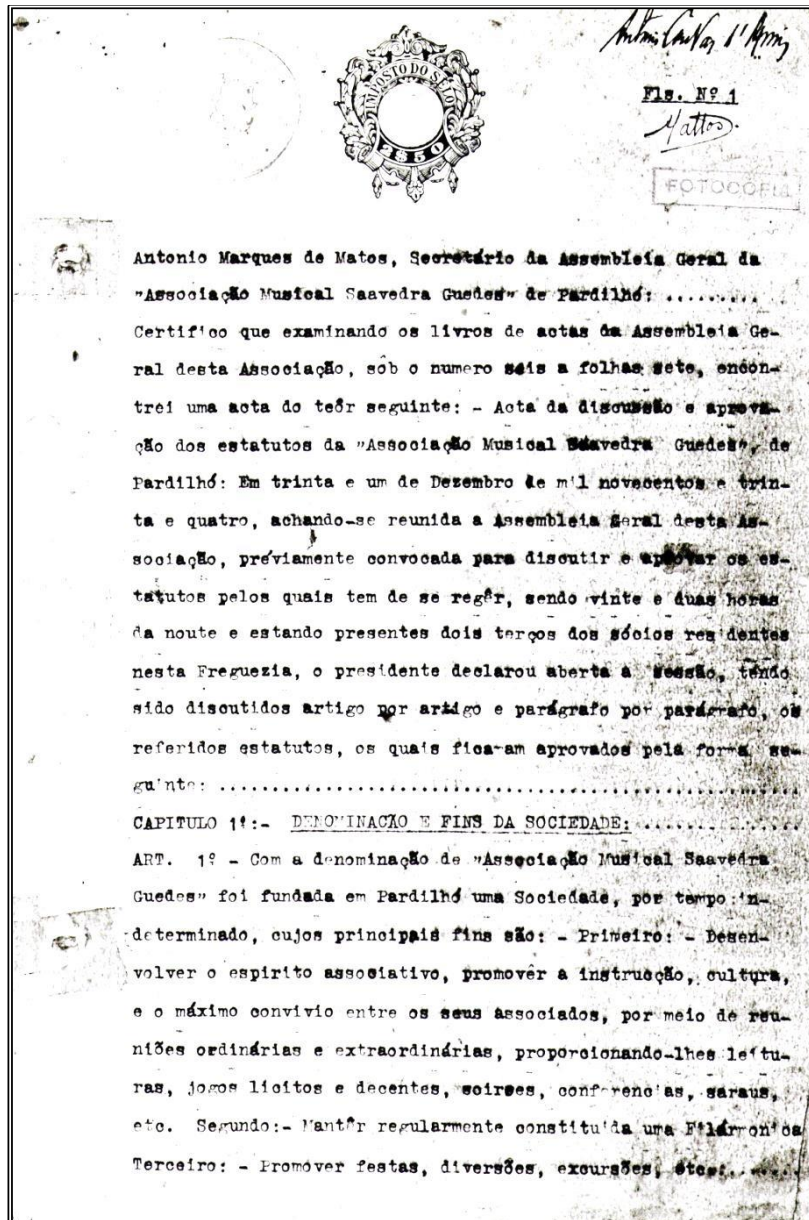 IMPOSTO DO SELO
2$50
Fls. Nº 1
Mattos
FOTOCOPIA
Antonio Marques de Matos, Secretário da Assembleia Geral da
"Associação Musical Saavedra Guedes" de Pardilhó: .........
Certifico que examinando os livros de actas da Assembleia Ge-
ral desta Associação, sôb o numero seis a folhas sete, encon-
trei uma acta do teôr seguinte: - Acta da discussão e aprova-
ção dos estatutos da "Associação Musical Saavedra Guedes", de
Pardilhó: Em trinta e um de Dezembro de mil novecentos e trin-
ta e quatro, achando-se reunida a Assembleia Geral desta As-
sociação, préviamente convocada para discutir e aprovar os es-
tatutos pelos quais tem de se regêr, sendo vinte e duas horas
da noute e estando presentes dois terços dos sócios residentes
nesta Freguezia, o presidente declarou aberta a sessão, tendo
sido discutidos artigo por artigo e parágrafo por parágrafo, os
referidos estatutos, os quais ficaram aprovados pela forma se-
guinte: ..................................................
CAPITULO 1º:- DENOMINACÃO E FINS DA SOCIEDADE: ...............
ART. 1º - Com a denominação de "Associação Musical Saavedra
Guedes" foi fundada em Pardilhó uma Sociedade, por tempo in-
determinado, cujos principais fins são: - Primeiro: - Desen-
volver o espirito associativo, promovêr a instrucção, cultura,
e o máximo convivio entre os seus associados, por meio de reu-
niões ordinárias e extraordinárias, proporcionando-lhes leitu-
ras, jogos licitos e decentes, soirées, conferencias, saraus,
etc. Segundo:- Mantêr regularmente constituída uma Filármonica
Terceiro: - Promover festas, diversões, excursões, etc: ......